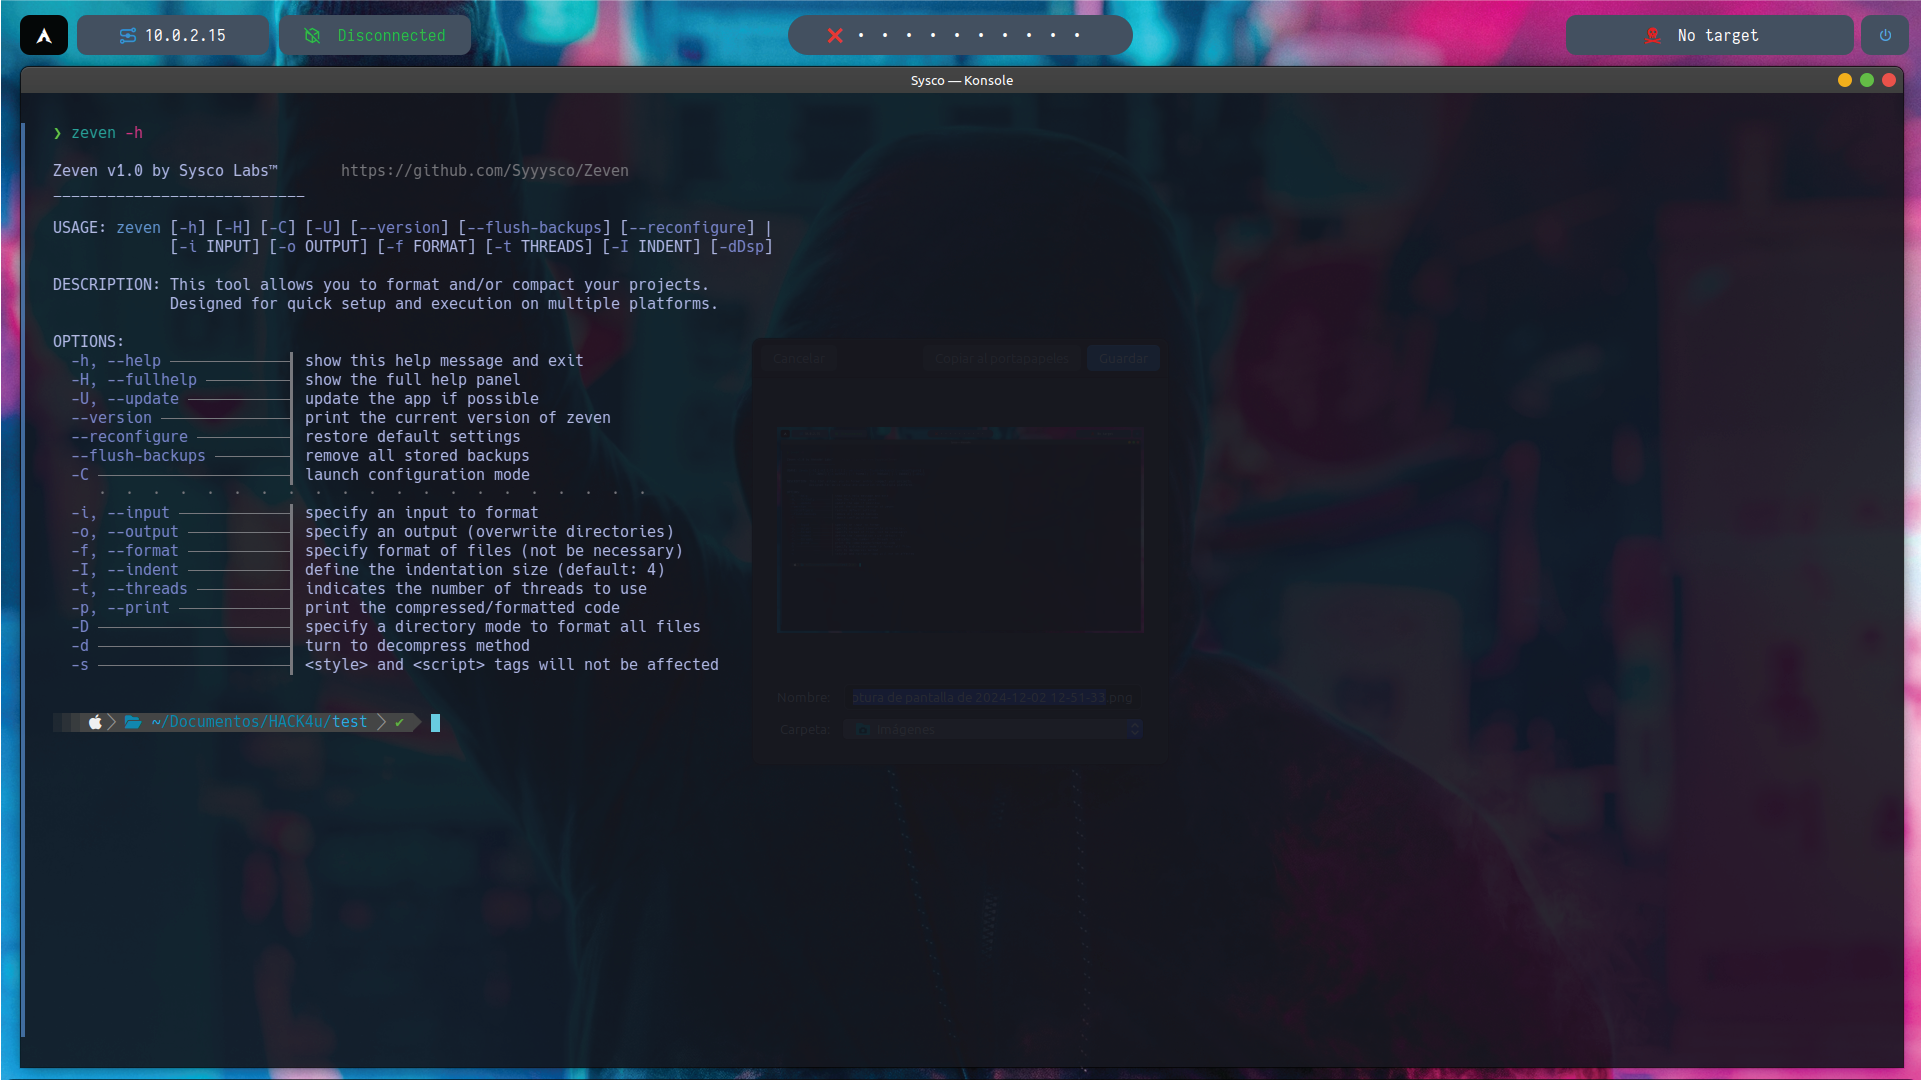 10.0.2.15
Disconnected
No target
Sysco — Konsole
❯ zeven -h
Zeven v1.0 by Sysco Labs™ https://github.com/Syyysco/Zeven
____________________________
USAGE: zeven [-h] [-H] [-C] [-U] [--version] [--flush-backups] [--reconfigure] |
[-i INPUT] [-o OUTPUT] [-f FORMAT] [-t THREADS] [-I INDENT] [-dDsp]
DESCRIPTION: This tool allows you to format and/or compact your projects.
Designed for quick setup and execution on multiple platforms.
OPTIONS:
-h, --help show this help message and exit
-H, --fullhelp show the full help panel
-U, --update update the app if possible
--version print the current version of zeven
--reconfigure restore default settings
--flush-backups remove all stored backups
-C launch configuration mode
-i, --input specify an input to format
-o, --output specify an output (overwrite directories)
-f, --format specify format of files (not be necessary)
-I, --indent define the indentation size (default: 4)
-t, --threads indicates the number of threads to use
-p, --print print the compressed/formatted code
-D specify a directory mode to format all files
-d turn to decompress method
-s <style> and <script> tags will not be affected
~/Documentos/HACK4u/test ✔
Cancelar Copiar al portapapeles Guardar
Nombre: ptura de pantalla de 2024-12-02 12-51-33.png
Carpeta: Imágenes